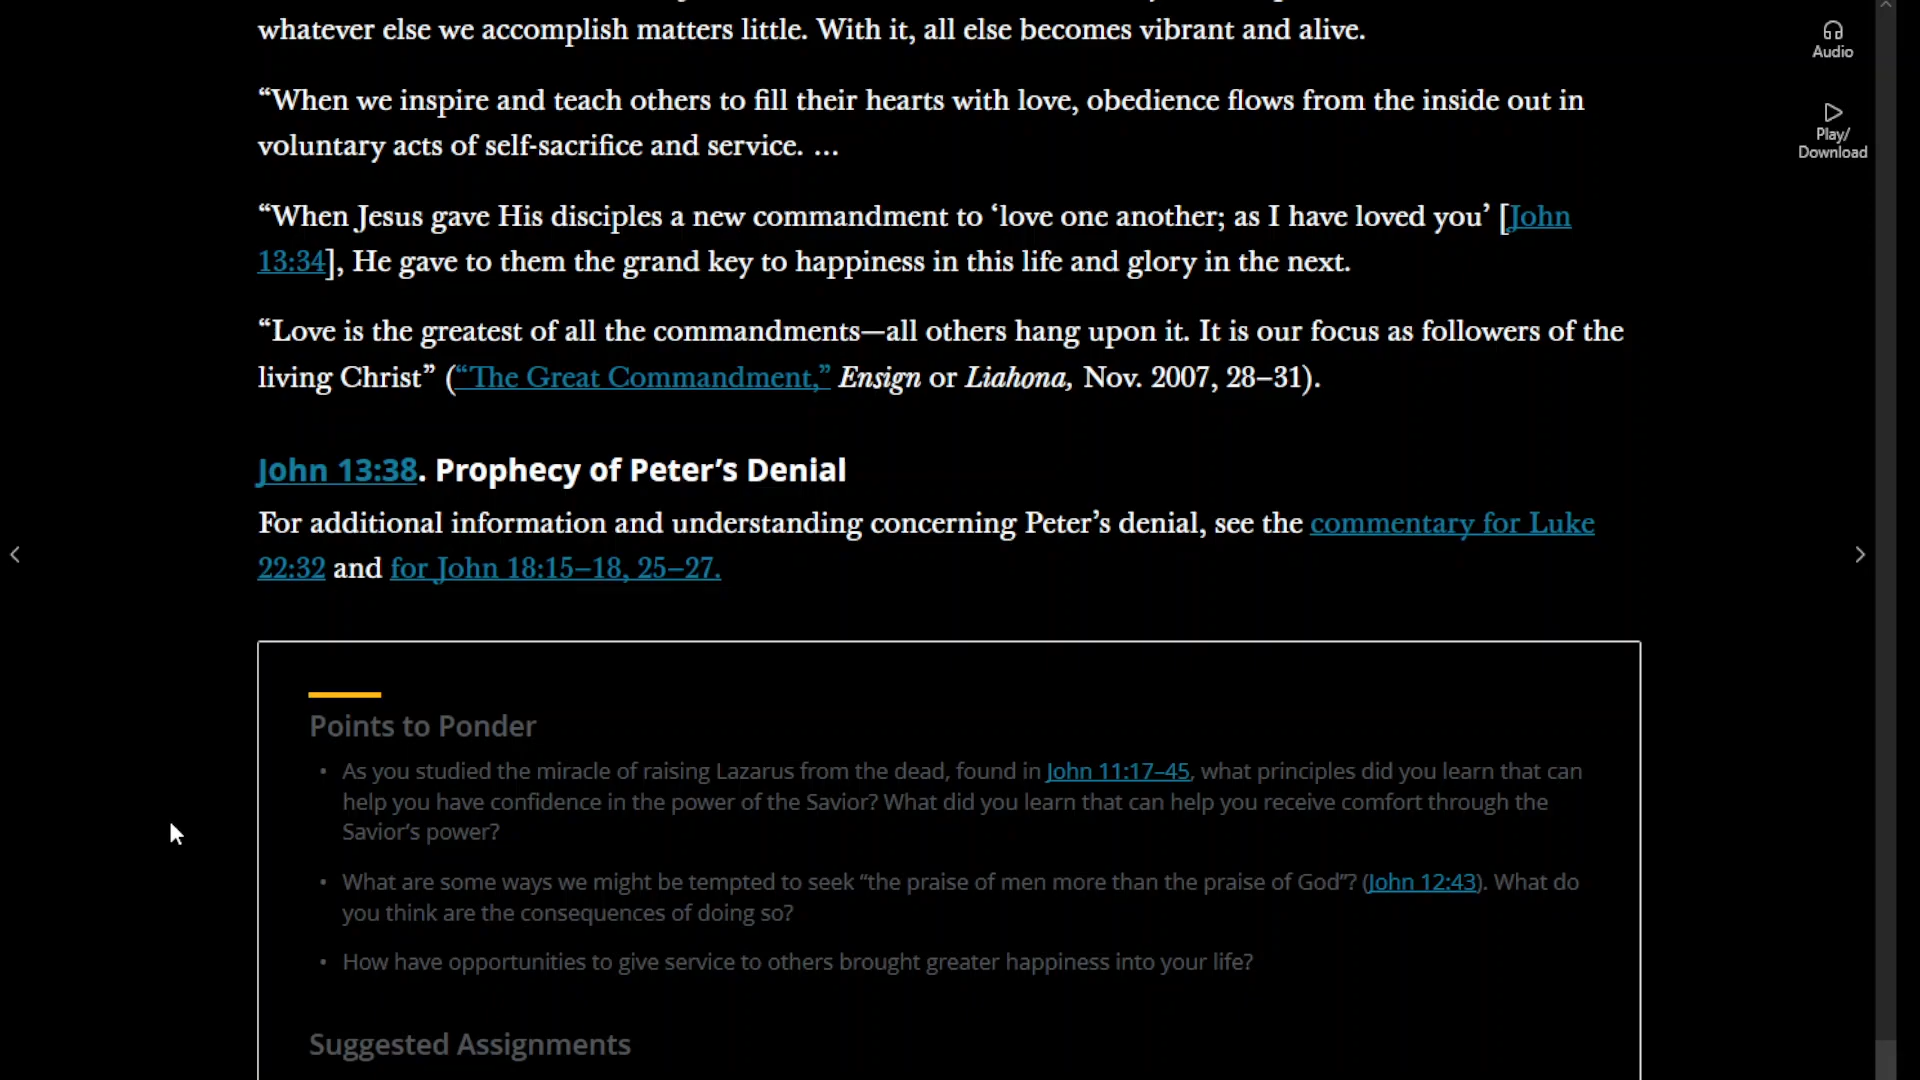 whatever else we accomplish matters little. With it, all else becomes vibrant and alive.
“When we inspire and teach others to fill their hearts with love, obedience flows from the inside out in
voluntary acts of self-sacrifice and service. …
“When Jesus gave His disciples a new commandment to ‘love one another; as I have loved you’ [John
13:34], He gave to them the grand key to happiness in this life and glory in the next.
“Love is the greatest of all the commandments—all others hang upon it. It is our focus as followers of the
living Christ” (“The Great Commandment,” Ensign or Liahona, Nov. 2007, 28–31).
John 13:38. Prophecy of Peter’s Denial
For additional information and understanding concerning Peter’s denial, see the commentary for Luke
22:32 and for John 18:15–18, 25–27.
Points to Ponder
• As you studied the miracle of raising Lazarus from the dead, found in John 11:17–45, what principles did you learn that can
help you have confidence in the power of the Savior? What did you learn that can help you receive comfort through the
Savior’s power?
• What are some ways we might be tempted to seek “the praise of men more than the praise of God”? (John 12:43). What do
you think are the consequences of doing so?
• How have opportunities to give service to others brought greater happiness into your life?
Suggested Assignments
Audio
Play/
Download